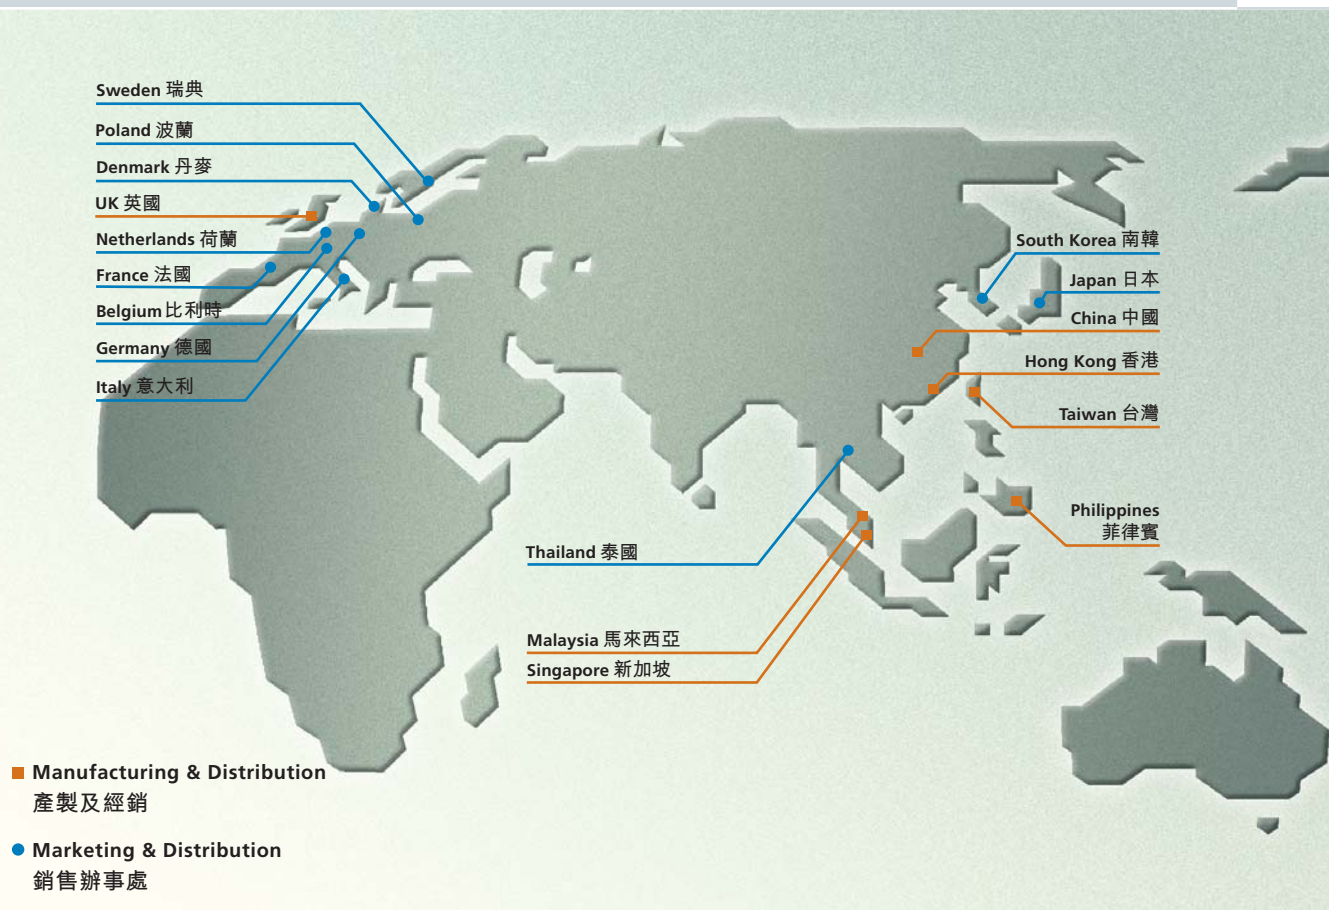 Sweden 瑞典
Poland 波蘭
Denmark 丹麥
UK 英國
Netherlands 荷蘭
France 法國
Belgium 比利時
Germany 德國
Italy 意大利
South Korea 南韓
Japan 日本
China 中國
Hong Kong 香港
Taiwan 台灣
Philippines
菲律賓
Thailand 泰國
Malaysia 馬來西亞
Singapore 新加坡
Manufacturing & Distribution
產製及經銷
Marketing & Distribution
銷售辦事處